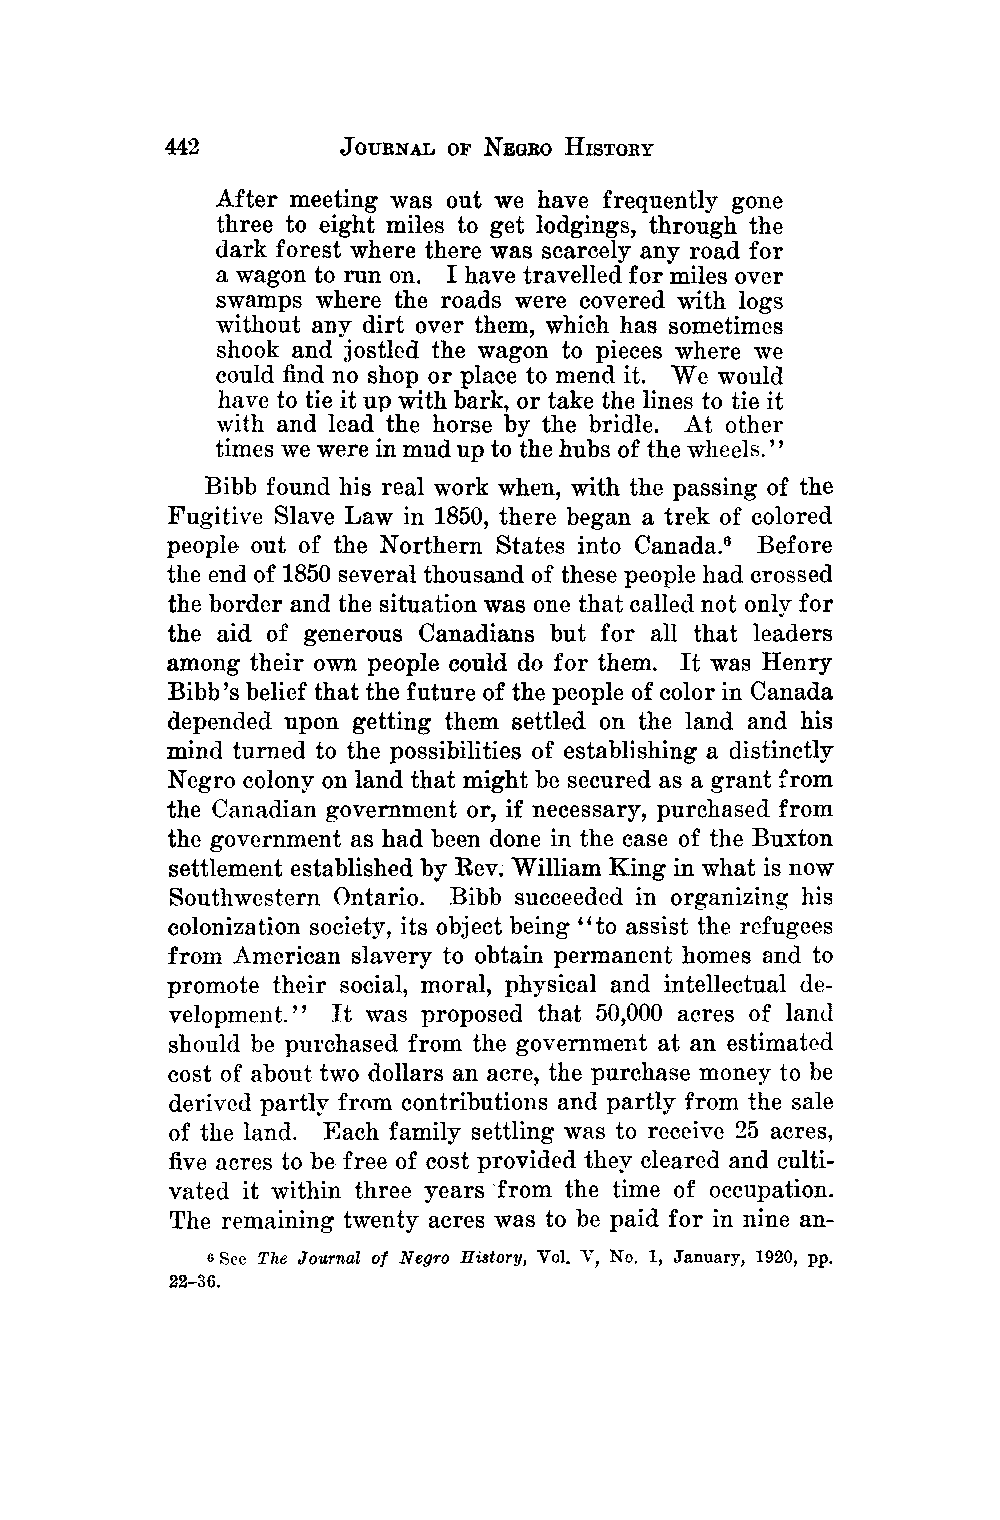 442 JOURNAL OF NEGRO HISTORY
After meeting was out we have frequently gone
three to eight miles to get lodgings, through the
dark forest where there was scarcely any road for
a wagon to run on. I have travelled for miles over
swamps where the roads were covered with logs
without any dirt over them, which has sometimes
shook and jostled the wagon to pieces where we
could find no shop or place to mend it. We would
have to tie it up with bark, or take the lines to tie it
with and lead the horse by the bridle. At other
times we were in mud up to the hubs of the wheels.''
Bibb found his real work when, with the passing of the
Fugitive Slave Law in 1850, there began a trek of colored
people out of the Northern States into Canada.⁶ Before
the end of 1850 several thousand of these people had crossed
the border and the situation was one that called not only for
the aid of generous Canadians but for all that leaders
among their own people could do for them. It was Henry
Bibb's belief that the future of the people of color in Canada
depended upon getting them settled on the land and his
mind turned to the possibilities of establishing a distinctly
Negro colony on land that might be secured as a grant from
the Canadian government or, if necessary, purchased from
the government as had been done in the case of the Buxton
settlement established by Rev. William King in what is now
Southwestern Ontario. Bibb succeeded in organizing his
colonization society, its object being ''to assist the refugees
from American slavery to obtain permanent homes and to
promote their social, moral, physical and intellectual de-
velopment.'' It was proposed that 50,000 acres of land
should be purchased from the government at an estimated
cost of about two dollars an acre, the purchase money to be
derived partly from contributions and partly from the sale
of the land. Each family settling was to receive 25 acres,
five acres to be free of cost provided they cleared and culti-
vated it within three years from the time of occupation.
The remaining twenty acres was to be paid for in nine an-
⁶ See The Journal of Negro History, Vol. V, No. 1, January, 1920, pp.
22–36.